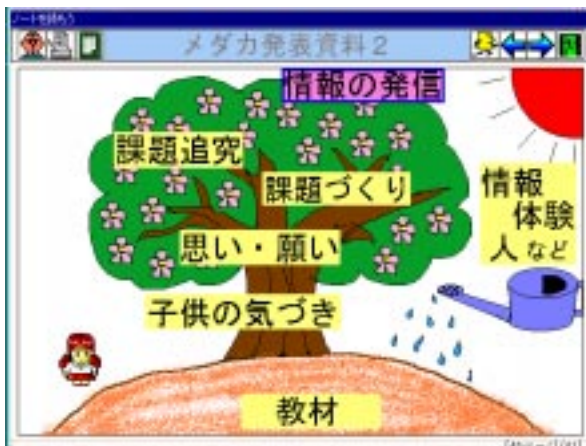 ノートを持ろう
メダカ発表資料2
情報の発信
課題追究
課題づくり
情報
体験
人など
思い・願い
子供の気づき
教材